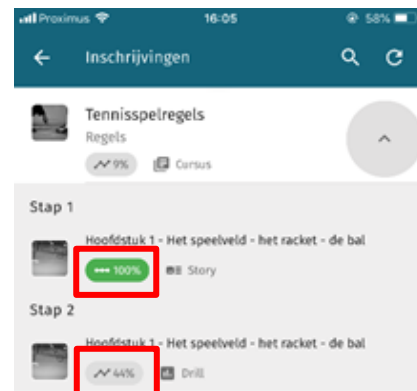 Proximus 16:05 58%
Inschrijvingen
Tennisspelregels
Regels
9% Cursus
Stap 1
Hoofdstuk 1 - Het speelveld - het racket - de bal
100% Story
Stap 2
Hoofdstuk 1 - Het speelveld - het racket - de bal
44% Drill